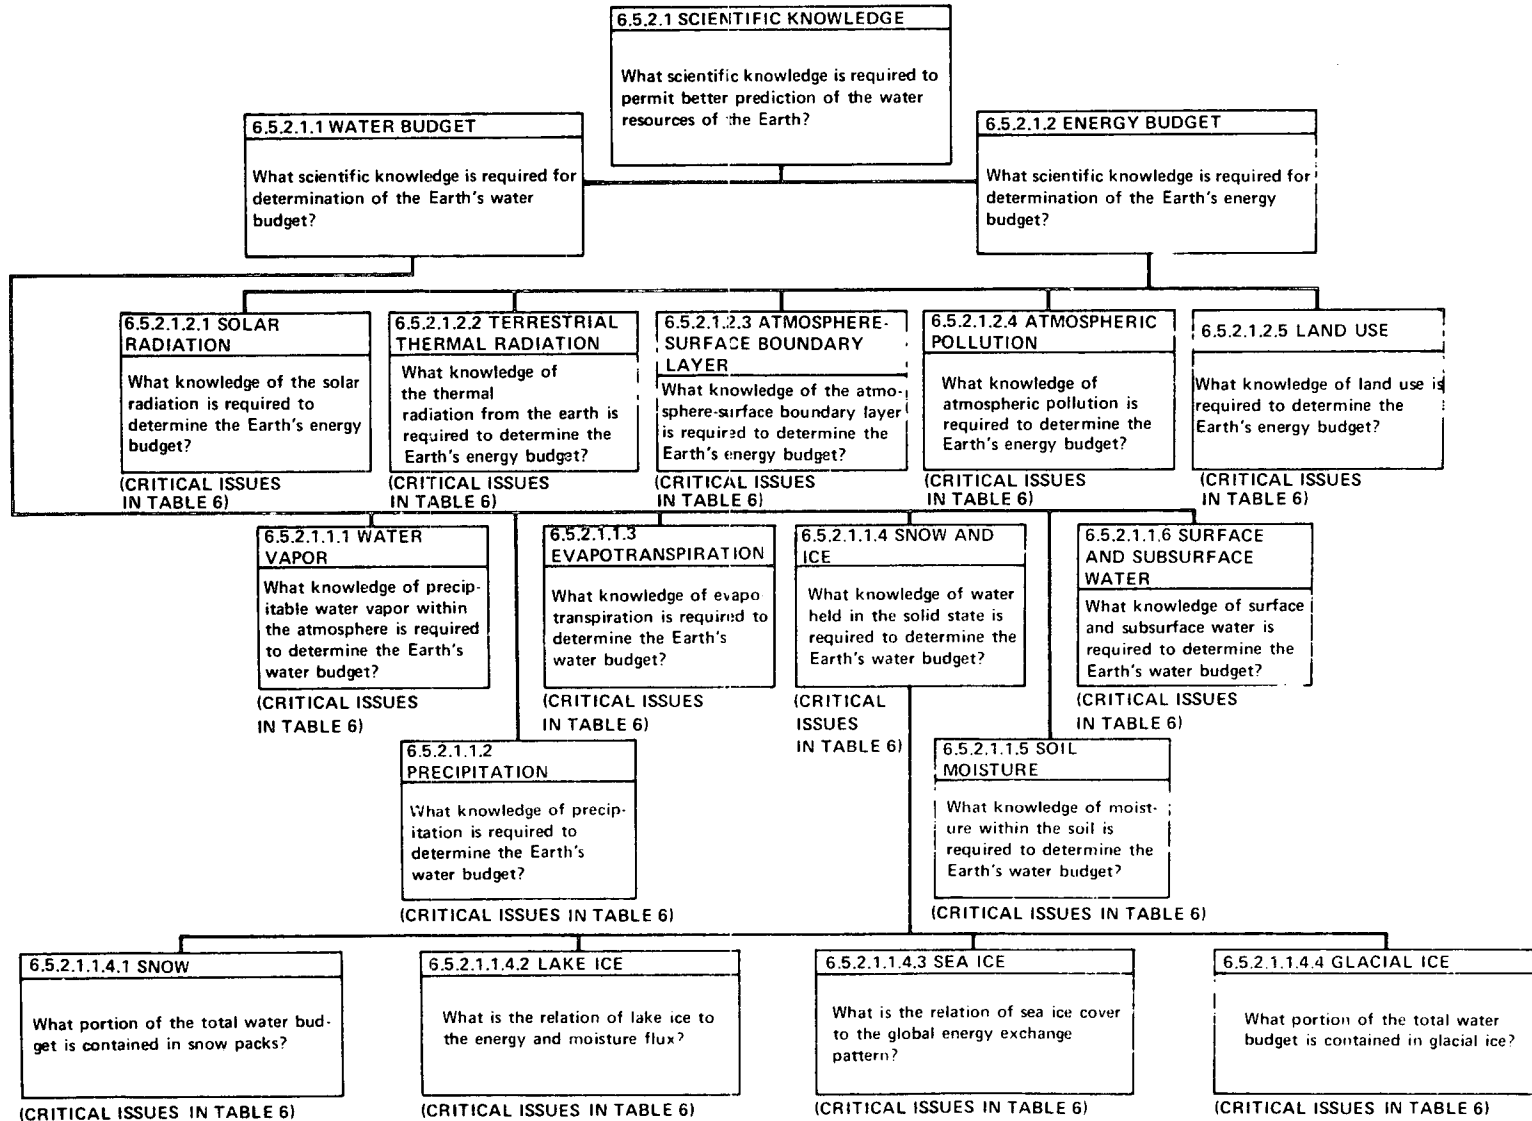 6.5.2.1 SCIENTIFIC KNOWLEDGE
What scientific knowledge is required to
permit better prediction of the water
resources of the Earth?
6.5.2.1.1 WATER BUDGET
What scientific knowledge is required for
determination of the Earth's water
budget?
6.5.2.1.2 ENERGY BUDGET
What scientific knowledge is required for
determination of the Earth's energy
budget?
6.5.2.1.2.1 SOLAR
RADIATION
What knowledge of the solar
radiation is required to
determine the Earth's energy
budget?
(CRITICAL ISSUES
IN TABLE 6)
6.5.2.1.2.2 TERRESTRIAL
THERMAL RADIATION
What knowledge of
the thermal
radiation from the earth is
required to determine the
Earth's energy budget?
(CRITICAL ISSUES
IN TABLE 6)
6.5.2.1.2.3 ATMOSPHERE-
SURFACE BOUNDARY
LAYER
What knowledge of the atmo-
sphere-surface boundary layer
is required to determine the
Earth's energy budget?
(CRITICAL ISSUES
IN TABLE 6)
6.5.2.1.2.4 ATMOSPHERIC
POLLUTION
What knowledge of
atmospheric pollution is
required to determine the
Earth's energy budget?
(CRITICAL ISSUES
IN TABLE 6)
6.5.2.1.2.5 LAND USE
What knowledge of land use is
required to determine the
Earth's energy budget?
(CRITICAL ISSUES
IN TABLE 6)
6.5.2.1.1.1 WATER
VAPOR
What knowledge of precip-
itable water vapor within
the atmosphere is required
to determine the Earth's
water budget?
(CRITICAL ISSUES
IN TABLE 6)
6.5.2.1.1.3
EVAPOTRANSPIRATION
What knowledge of evapo
transpiration is required to
determine the Earth's
water budget?
(CRITICAL ISSUES
IN TABLE 6)
6.5.2.1.1.4 SNOW AND
ICE
What knowledge of water
held in the solid state is
required to determine the
Earth's water budget?
(CRITICAL
ISSUES
IN TABLE 6)
6.5.2.1.1.6 SURFACE
AND SUBSURFACE
WATER
What knowledge of surface
and subsurface water is
required to determine the
Earth's water budget?
(CRITICAL ISSUES
IN TABLE 6)
6.5.2.1.1.2
PRECIPITATION
What knowledge of precip-
itation is required to
determine the Earth's
water budget?
(CRITICAL ISSUES IN TABLE 6)
6.5.2.1.1.5 SOIL
MOISTURE
What knowledge of moist-
ure within the soil is
required to determine the
Earth's water budget?
(CRITICAL ISSUES IN TABLE 6)
6.5.2.1.1.4.1 SNOW
What portion of the total water bud-
get is contained in snow packs?
(CRITICAL ISSUES IN TABLE 6)
6.5.2.1.1.4.2 LAKE ICE
What is the relation of lake ice to
the energy and moisture flux?
(CRITICAL ISSUES IN TABLE 6)
6.5.2.1.1.4.3 SEA ICE
What is the relation of sea ice cover
to the global energy exchange
pattern?
(CRITICAL ISSUES IN TABLE 6)
6.5.2.1.1.4.4 GLACIAL ICE
What portion of the total water
budget is contained in glacial ice?
(CRITICAL ISSUES IN TABLE 6)